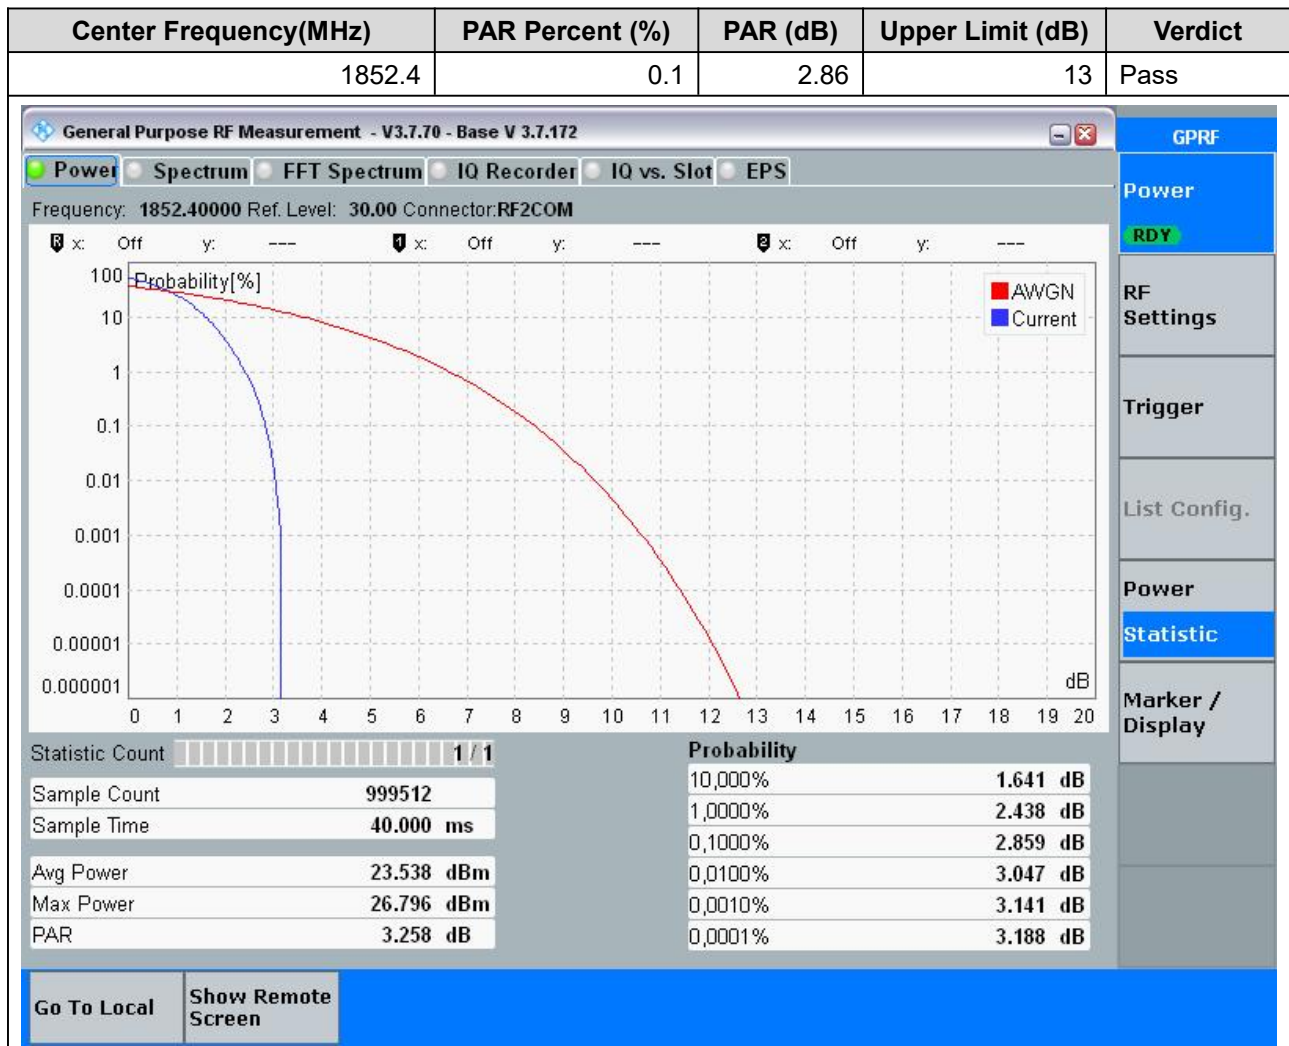 Center Frequency(MHz) PAR Percent (%) PAR (dB) Upper Limit (dB) Verdict
1852.4 0.1 2.86 13 Pass
General Purpose RF Measurement - V3.7.70 - Base V 3.7.172
GPRF
Power Spectrum FFT Spectrum IQ Recorder IQ vs. Slot EPS
Power
RDY
Frequency: 1852.40000 Ref. Level: 30.00 Connector:RF2COM
R x: Off y: --- 1 x: Off y: --- 2 x: Off y: ---
Probability[%]
AWGN
Current
100
10
1
0.1
0.01
0.001
0.0001
0.00001
0.000001
dB
0 1 2 3 4 5 6 7 8 9 10 11 12 13 14 15 16 17 18 19 20
RF
Settings
Trigger
List Config.
Power
Statistic
Marker /
Display
Statistic Count 1 / 1
Sample Count 999512
Sample Time 40.000 ms
Avg Power 23.538 dBm
Max Power 26.796 dBm
PAR 3.258 dB
Probability
10,000% 1.641 dB
1,0000% 2.438 dB
0,1000% 2.859 dB
0,0100% 3.047 dB
0,0010% 3.141 dB
0,0001% 3.188 dB
Go To Local
Show Remote
Screen